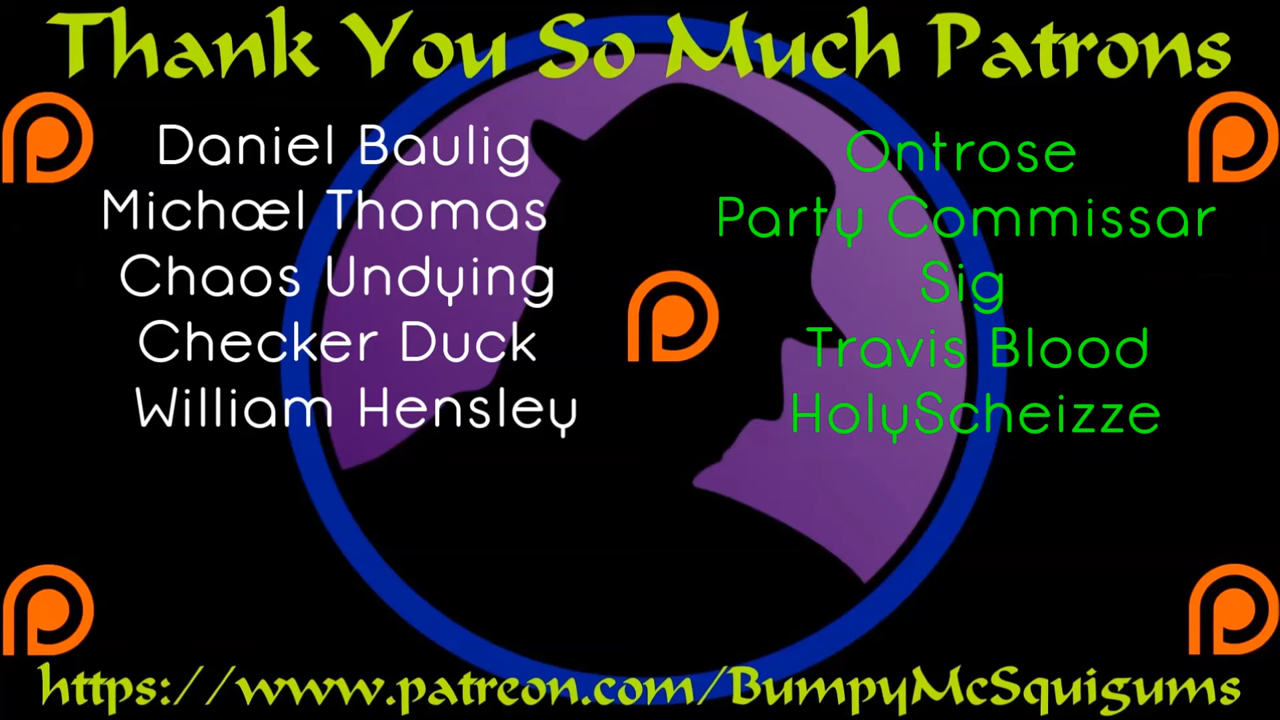 Thank You So Much Patrons
Daniel Baulig
Michael Thomas
Chaos Undying
Checker Duck
William Hensley
Ontrose
Party Commissar
Sig
Travis Blood
HolyScheizze
https://www.patreon.com/BumpyMcSquigums